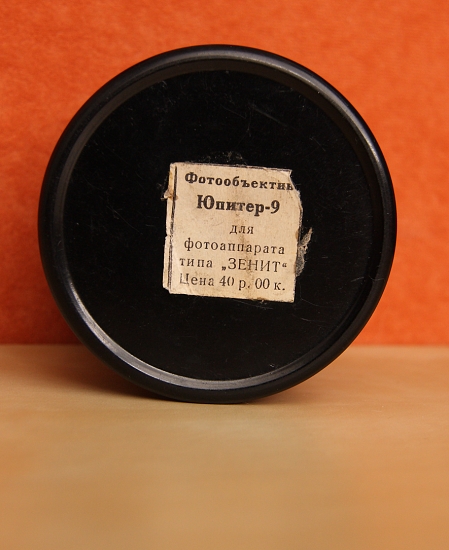 Фотообъектив
Юпитер-9
для
фотоаппарата
типа „ЗЕНИТ“
Цена 40 р. 00 к.